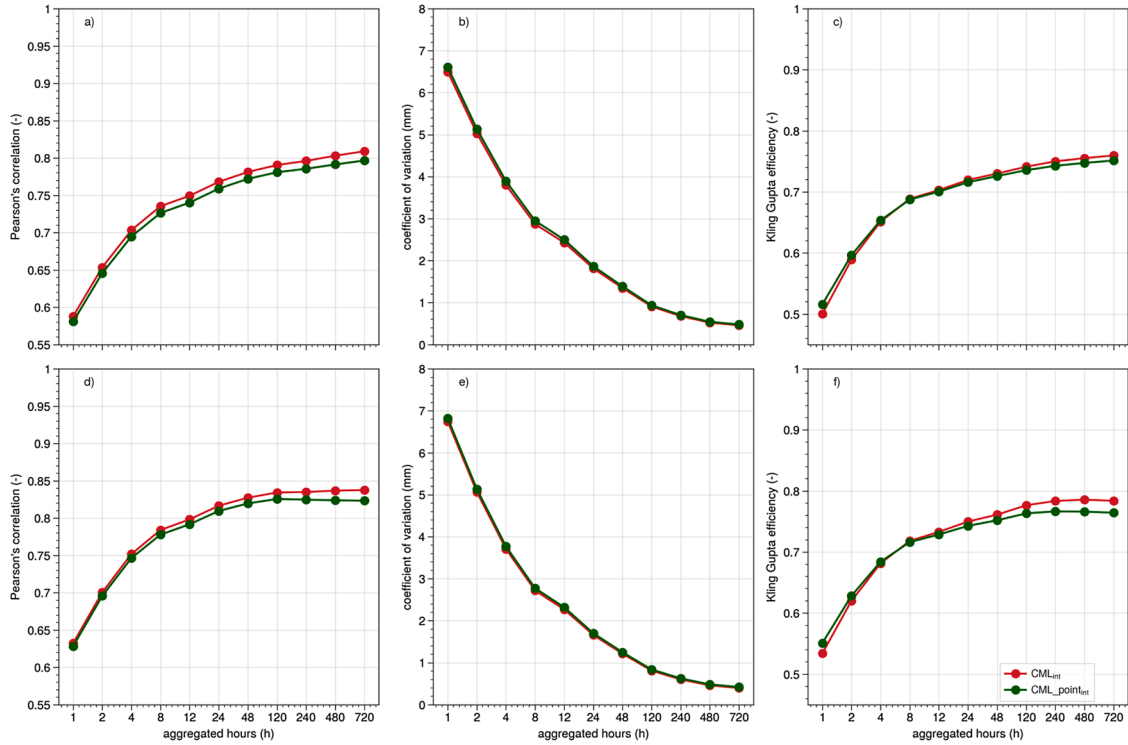 a)
Pearson's correlation (-)
1
0.95
0.9
0.85
0.8
0.75
0.7
0.65
0.6
0.55
b)
coefficient of variation (mm)
8
7
6
5
4
3
2
1
0
c)
Kling Gupta efficiency (-)
1
0.9
0.8
0.7
0.6
0.5
d)
Pearson's correlation (-)
1
0.95
0.9
0.85
0.8
0.75
0.7
0.65
0.6
0.55
1 2 4 8 12 24 48 120 240 480 720
aggregated hours (h)
e)
coefficient of variation (mm)
8
7
6
5
4
3
2
1
0
1 2 4 8 12 24 48 120 240 480 720
aggregated hours (h)
f)
Kling Gupta efficiency (-)
1
0.9
0.8
0.7
0.6
0.5
CMLint
CML_pointint
1 2 4 8 12 24 48 120 240 480 720
aggregated hours (h)